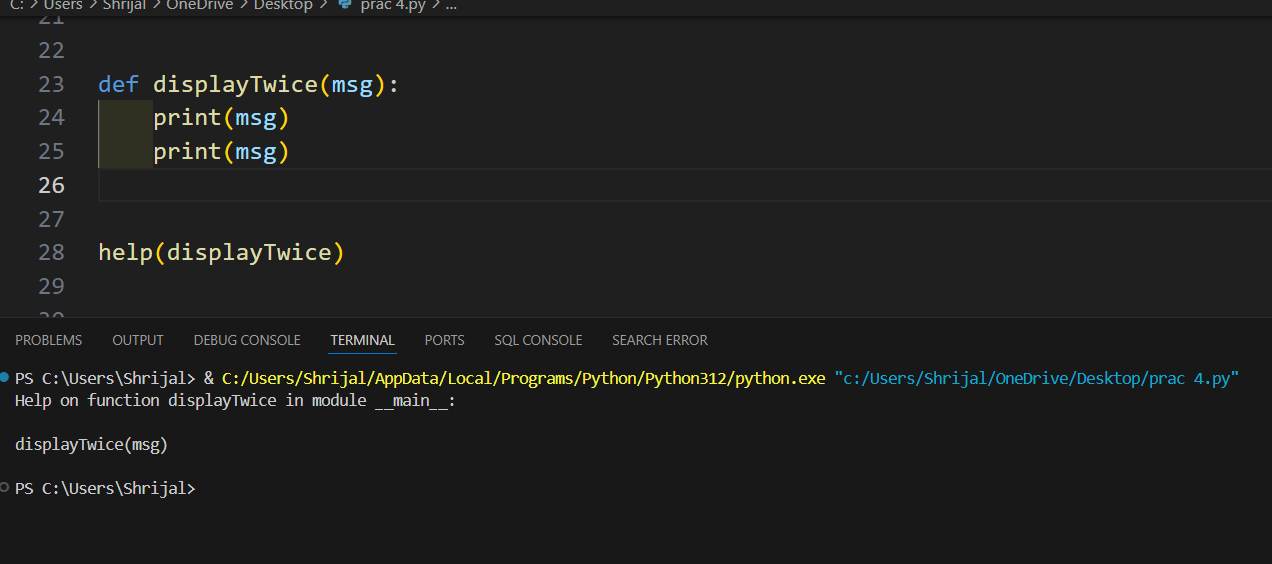 C: > Users > Shrijal > OneDrive > Desktop > prac 4.py > ...
21
22
23 def displayTwice(msg):
24     print(msg)
25     print(msg)
26
27
28 help(displayTwice)
29
30
PROBLEMS OUTPUT DEBUG CONSOLE TERMINAL PORTS SQL CONSOLE SEARCH ERROR
PS C:\Users\Shrijal> & C:/Users/Shrijal/AppData/Local/Programs/Python/Python312/python.exe "c:/Users/Shrijal/OneDrive/Desktop/prac 4.py"
Help on function displayTwice in module __main__:
displayTwice(msg)
PS C:\Users\Shrijal>